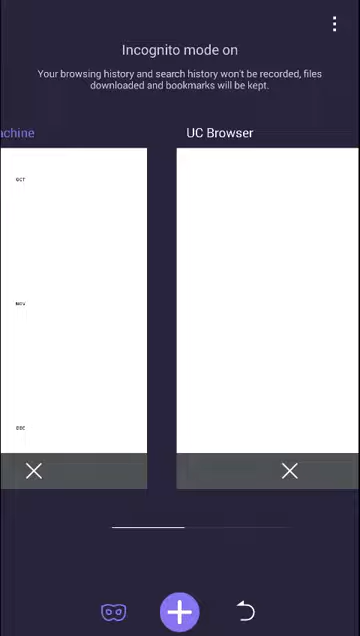 Incognito mode on
Your browsing history and search history won't be recorded, files
downloaded and bookmarks will be kept.
achine
UC Browser
OCT
NOV
DEC